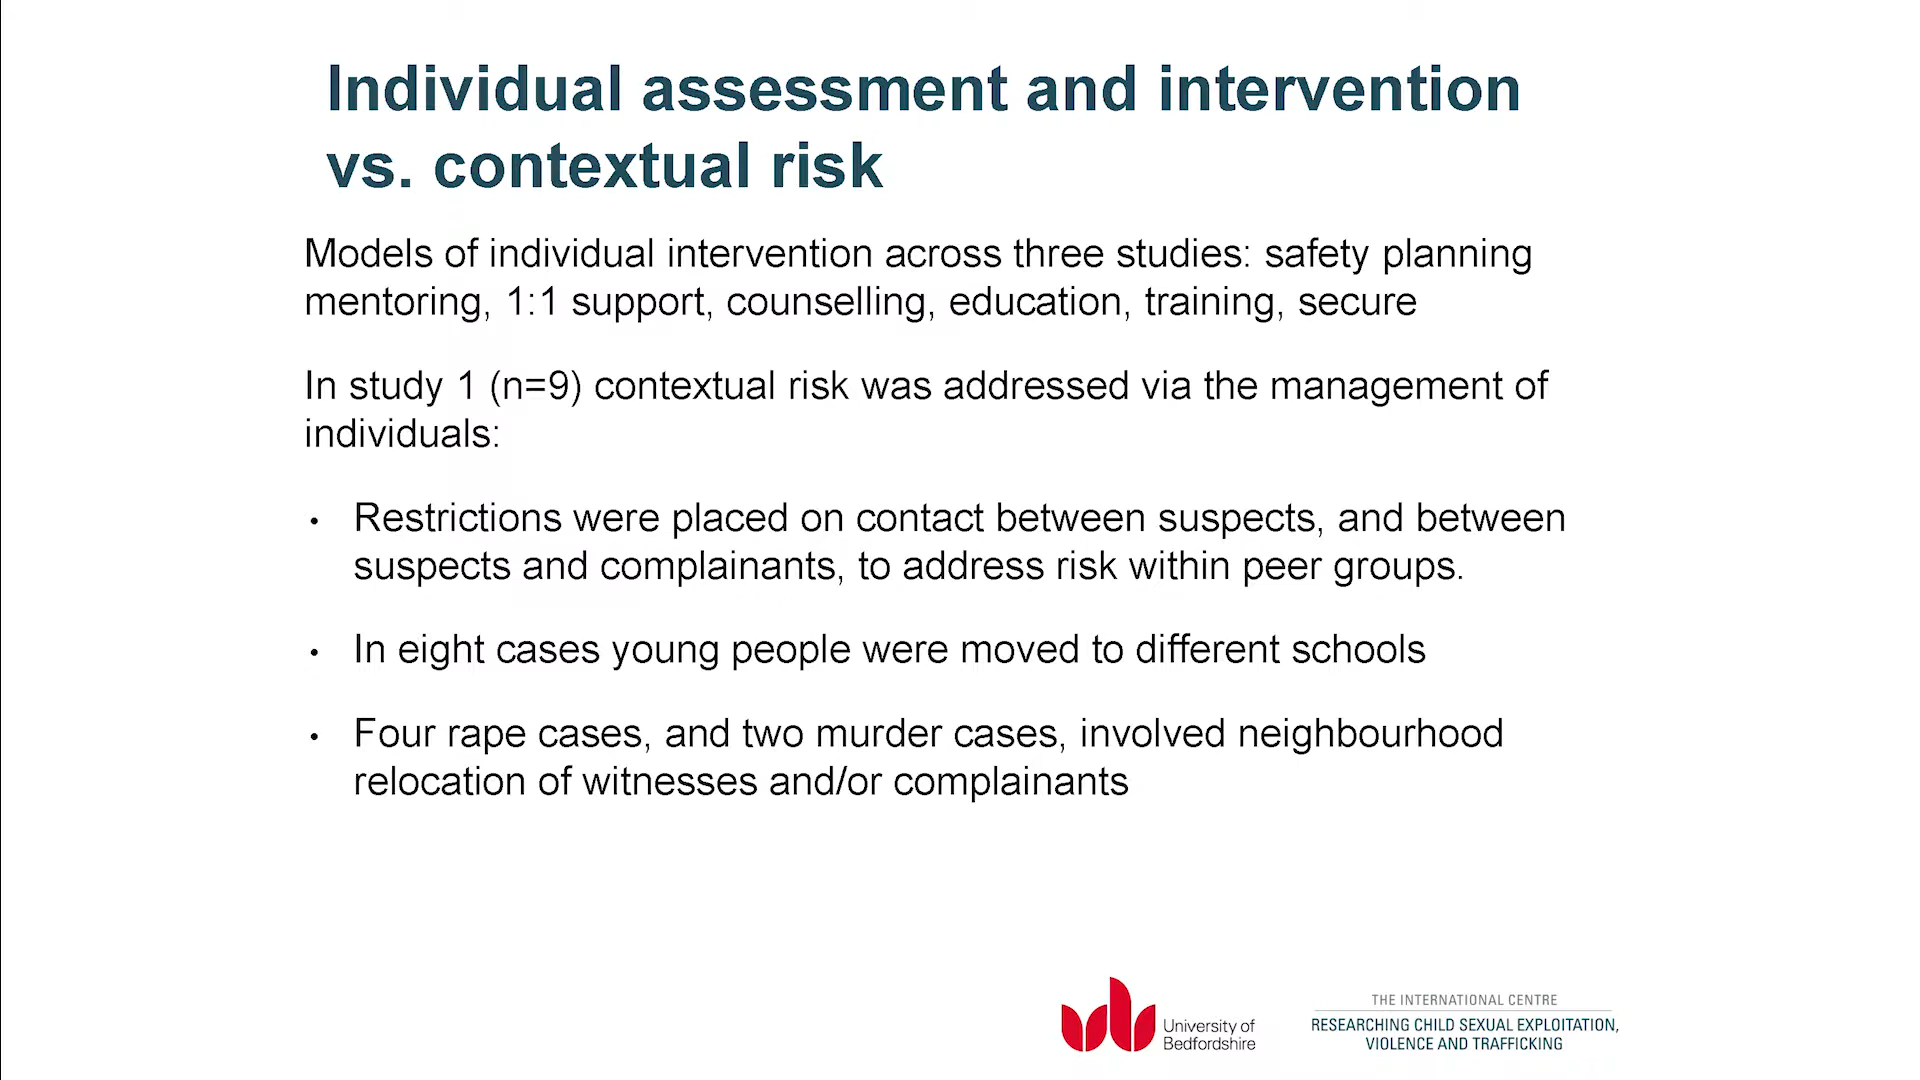 Individual assessment and intervention
vs. contextual risk
Models of individual intervention across three studies: safety planning
mentoring, 1:1 support, counselling, education, training, secure
In study 1 (n=9) contextual risk was addressed via the management of
individuals:
• Restrictions were placed on contact between suspects, and between
suspects and complainants, to address risk within peer groups.
• In eight cases young people were moved to different schools
• Four rape cases, and two murder cases, involved neighbourhood
relocation of witnesses and/or complainants
University of
Bedfordshire
THE INTERNATIONAL CENTRE
RESEARCHING CHILD SEXUAL EXPLOITATION,
VIOLENCE AND TRAFFICKING